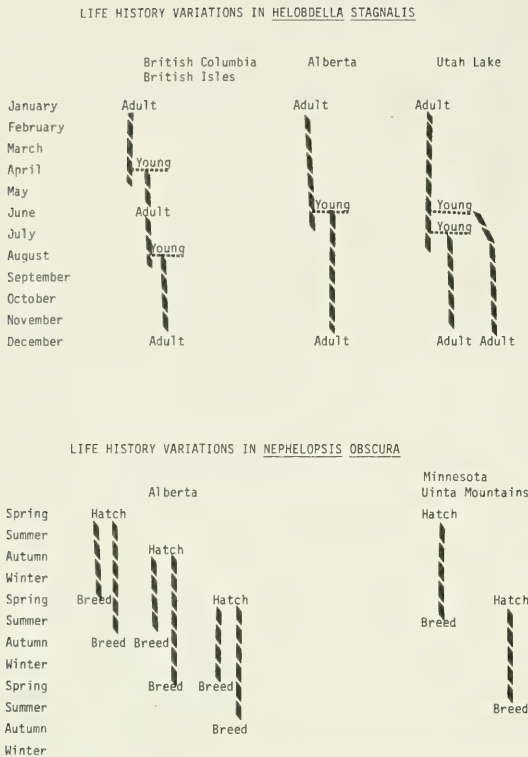 LIFE HISTORY VARIATIONS IN HELOBDELLA STAGNALIS
British Columbia Alberta Utah Lake
British Isles
January Adult Adult Adult
February
March
Young
April
May
June Adult Young Young
July Young
August Young
September
October
November
December Adult Adult Adult Adult
LIFE HISTORY VARIATIONS IN NEPHELOPSIS OBSCURA
Minnesota
Alberta Uinta Mountains
Spring Hatch Hatch
Summer
Autumn Hatch
Winter
Spring Breed Hatch Hatch
Summer Breed
Autumn Breed Breed
Winter
Spring Breed Breed
Summer Breed
Autumn Breed
Winter